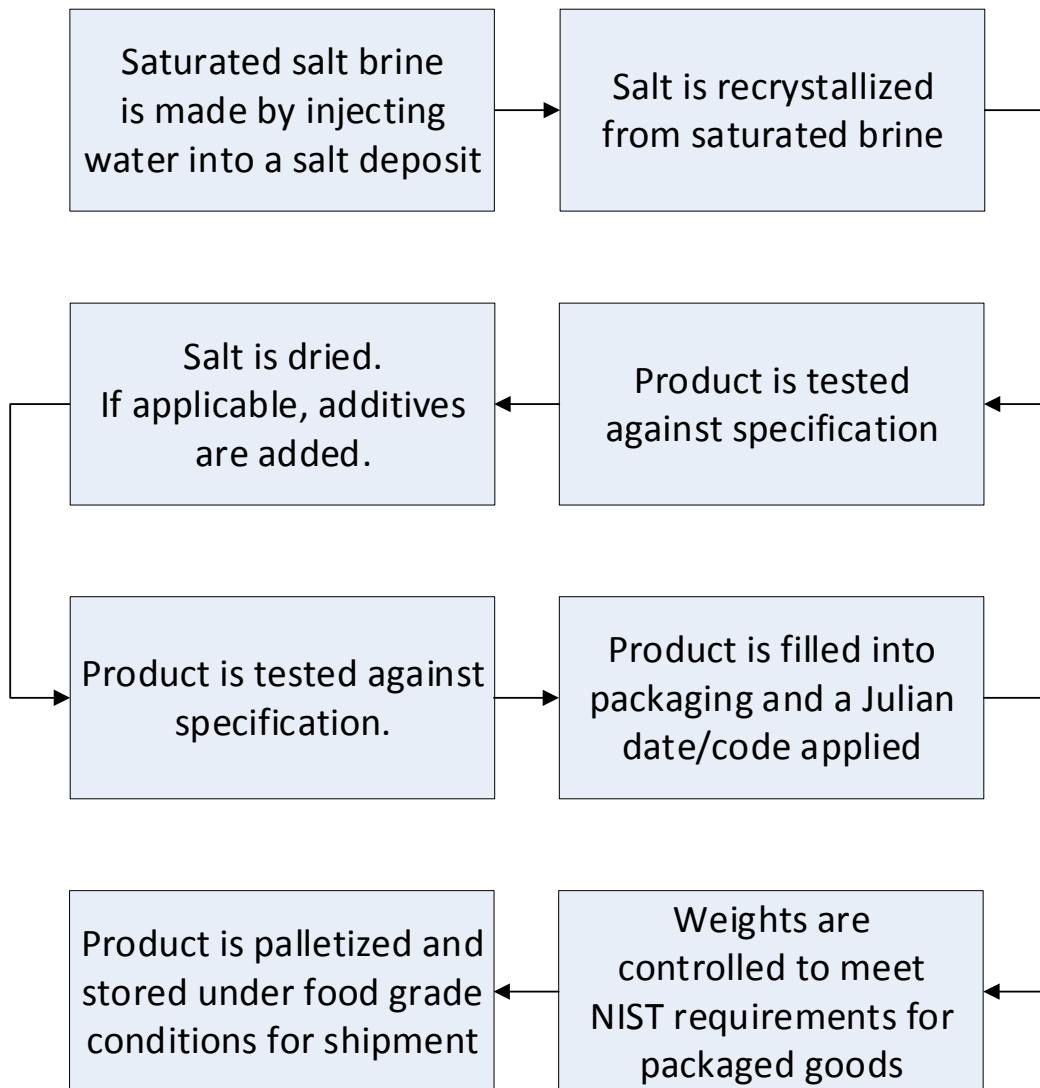 Saturated salt brine
is made by injecting
water into a salt deposit
Salt is recrystallized
from saturated brine
Product is tested
against specification
Salt is dried.
If applicable, additives
are added.
Product is tested against
specification.
Product is filled into
packaging and a Julian
date/code applied
Weights are
controlled to meet
NIST requirements for
packaged goods
Product is palletized and
stored under food grade
conditions for shipment